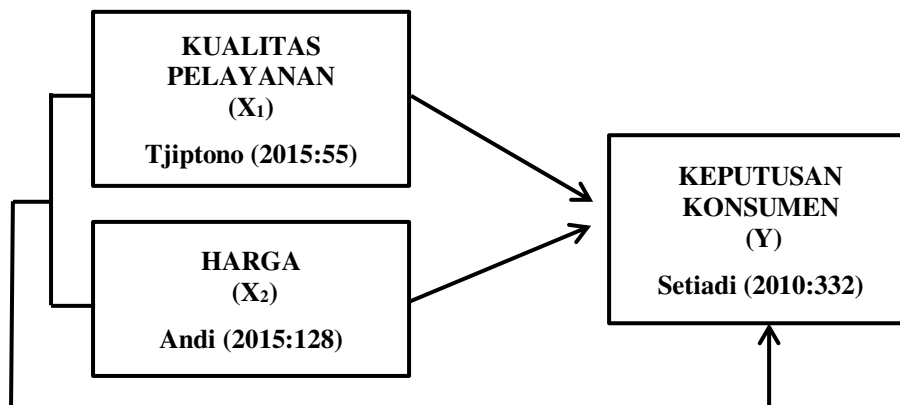 KUALITAS
PELAYANAN
(X₁)
Tjiptono (2015:55)
HARGA
(X₂)
Andi (2015:128)
KEPUTUSAN
KONSUMEN
(Y)
Setiadi (2010:332)